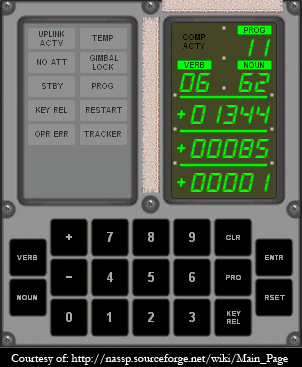 UPLINK ACTY TEMP
NO ATT GIMBAL LOCK
STBY PROG
KEY REL RESTART
OPR ERR TRACKER
COMP ACTY PROG
11
VERB NOUN
06 62
+01344
+00085
+00001
VERB
NOUN
+ 7 8 9 CLR
- 4 5 6 PRO
0 1 2 3 KEY REL
ENTR
RSET
Courtesy of: http://nassp.sourceforge.net/wiki/Main_Page